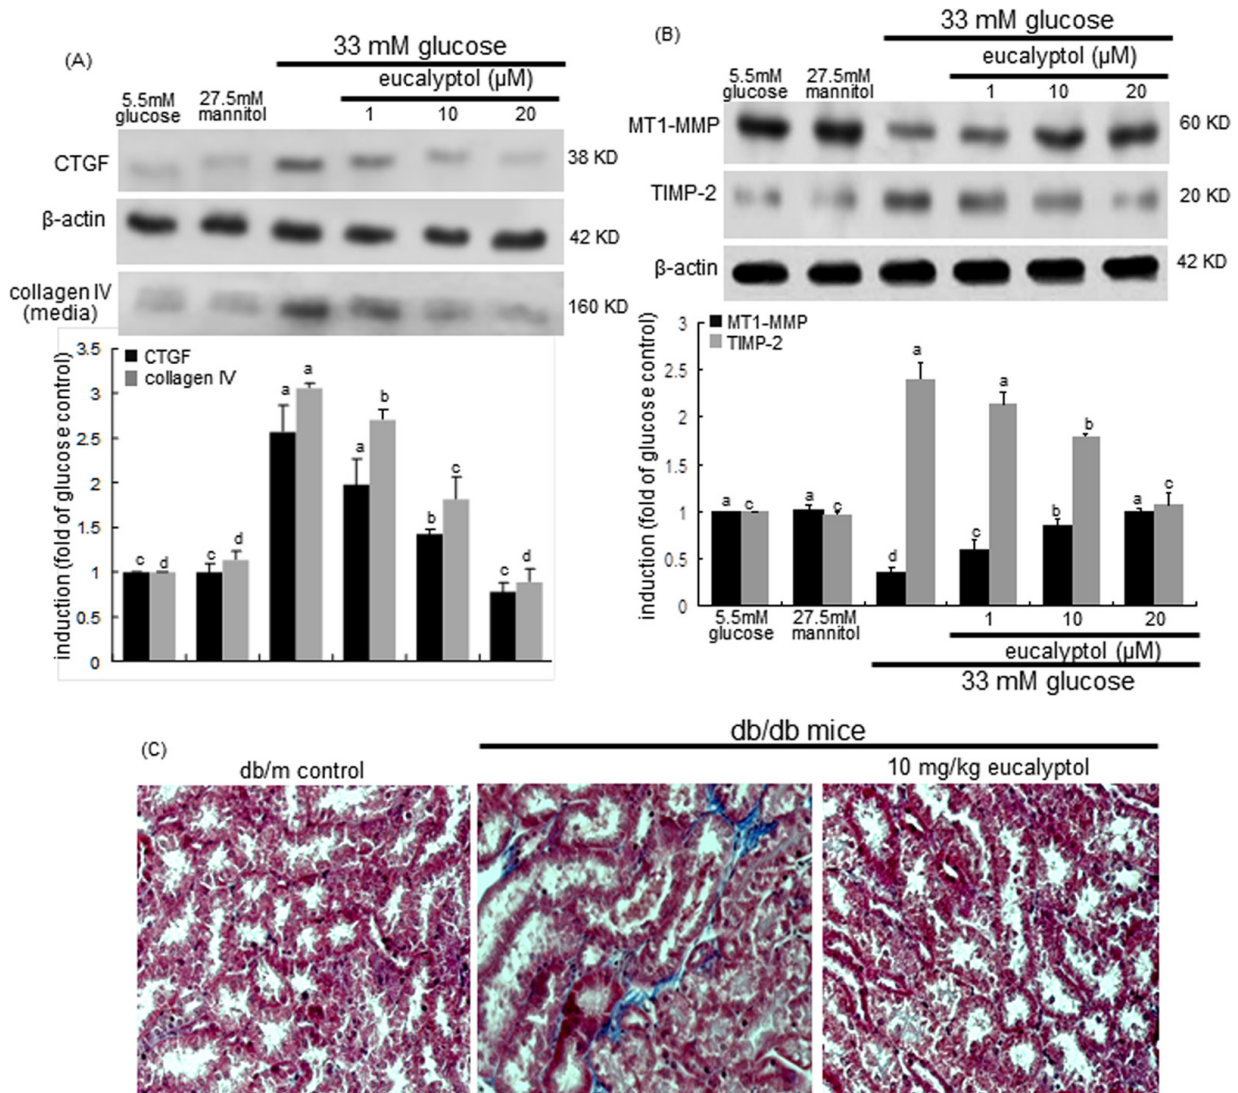 (A)
33 mM glucose
eucalyptol (µM)
5.5mM glucose
27.5mM mannitol
1 10 20
CTGF
38 KD
β-actin
42 KD
collagen IV (media)
160 KD
CTGF
collagen IV
induction (fold of glucose control)
3.5
3
2.5
2
1.5
1
0.5
0
c d c d a a a b b c c d
(B)
33 mM glucose
eucalyptol (µM)
5.5mM glucose
27.5mM mannitol
1 10 20
MT1-MMP
60 KD
TIMP-2
20 KD
β-actin
42 KD
MT1-MMP
TIMP-2
induction (fold of glucose control)
3
2.5
2
1.5
1
0.5
0
a c a c d a c a b b a c
5.5mM glucose
27.5mM mannitol
1 10 20
eucalyptol (µM)
33 mM glucose
(C)
db/db mice
db/m control
10 mg/kg eucalyptol